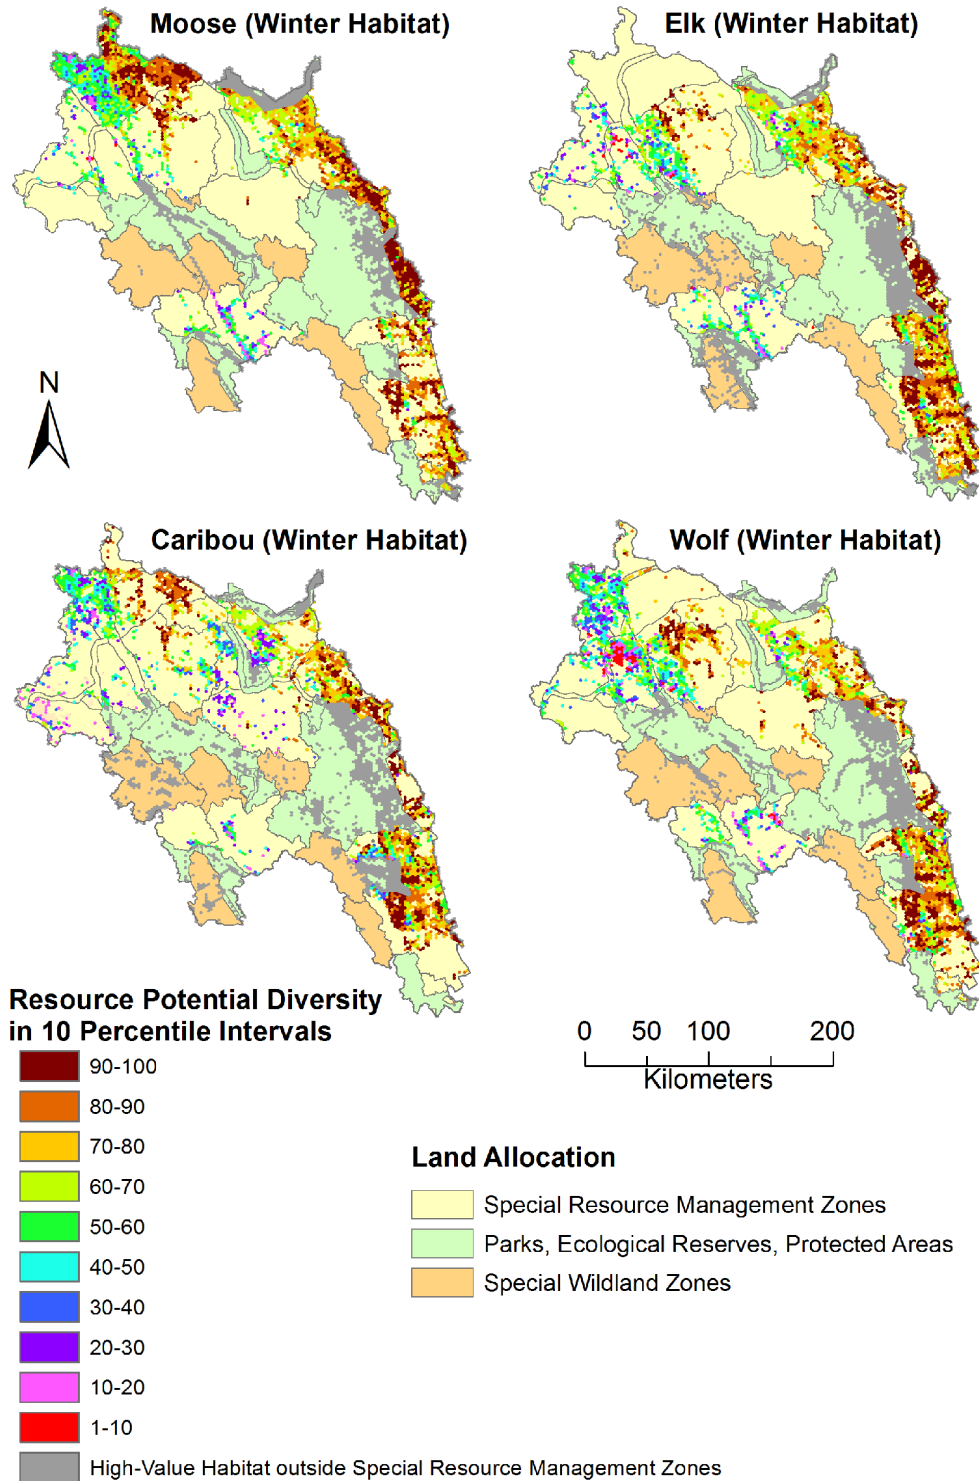 Moose (Winter Habitat)
Elk (Winter Habitat)
N
Caribou (Winter Habitat)
Wolf (Winter Habitat)
Resource Potential Diversity
in 10 Percentile Intervals
90-100
80-90
70-80
60-70
50-60
40-50
30-40
20-30
10-20
1-10
High-Value Habitat outside Special Resource Management Zones
0 50 100 200
Kilometers
Land Allocation
Special Resource Management Zones
Parks, Ecological Reserves, Protected Areas
Special Wildland Zones